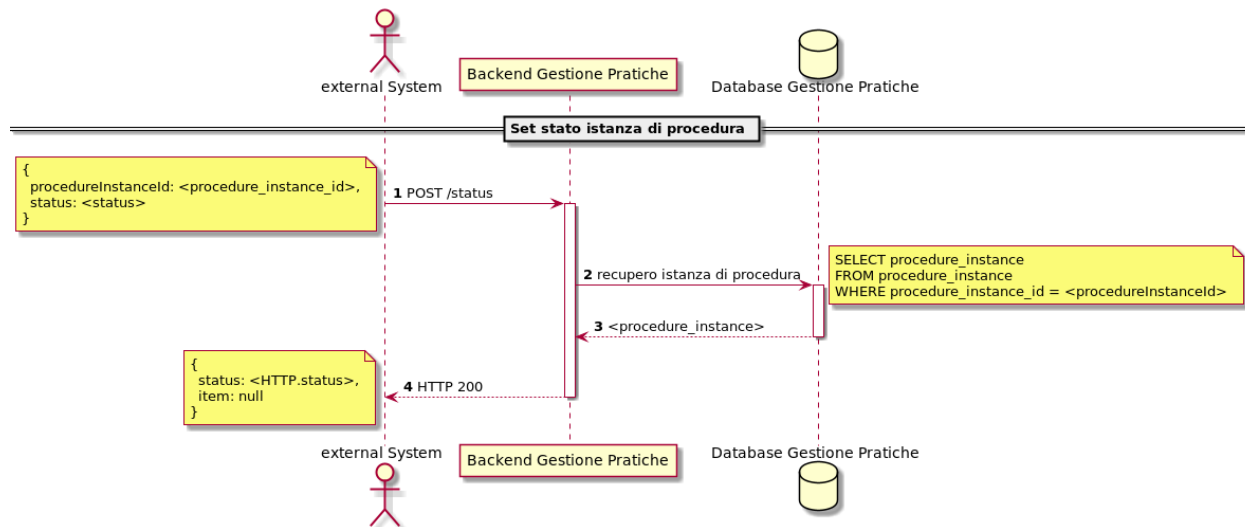 external System
Backend Gestione Pratiche
Database Gestione Pratiche
Set stato istanza di procedura
{
procedureInstanceId: <procedure_instance_id>,
status: <status>
}
1 POST /status
2 recupero istanza di procedura
SELECT procedure_instance
FROM procedure_instance
WHERE procedure_instance_id = <procedureInstanceId>
3 <procedure_instance>
{
status: <HTTP.status>,
item: null
}
4 HTTP 200
external System
Backend Gestione Pratiche
Database Gestione Pratiche